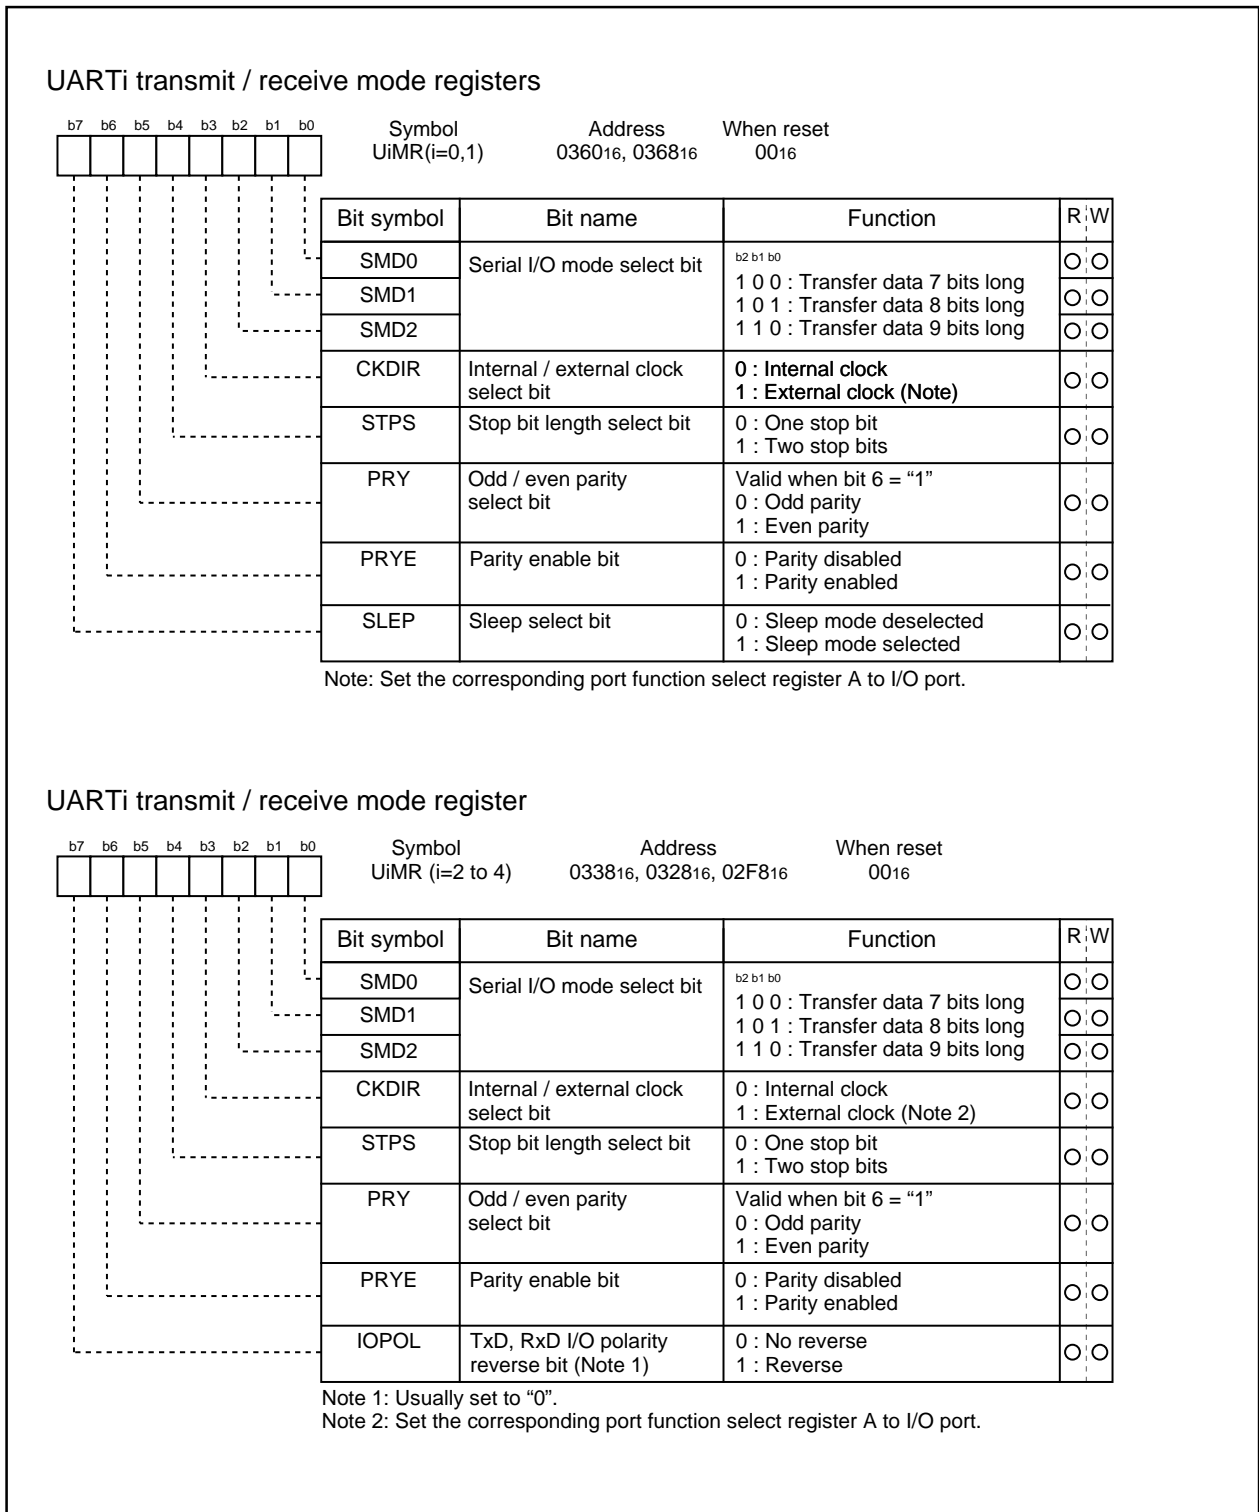 UARTi transmit / receive mode registers
b7 b6 b5 b4 b3 b2 b1 b0
Symbol Address When reset
UiMR(i=0,1) 036016, 036816 0016
Bit symbol Bit name Function R W
SMD0 Serial I/O mode select bit b2 b1 b0
1 0 0 : Transfer data 7 bits long
SMD1 1 0 1 : Transfer data 8 bits long
SMD2 1 1 0 : Transfer data 9 bits long
CKDIR Internal / external clock 0 : Internal clock
select bit 1 : External clock (Note)
STPS Stop bit length select bit 0 : One stop bit
1 : Two stop bits
PRY Odd / even parity Valid when bit 6 = “1”
select bit 0 : Odd parity
1 : Even parity
PRYE Parity enable bit 0 : Parity disabled
1 : Parity enabled
SLEP Sleep select bit 0 : Sleep mode deselected
1 : Sleep mode selected
Note: Set the corresponding port function select register A to I/O port.
UARTi transmit / receive mode register
b7 b6 b5 b4 b3 b2 b1 b0
Symbol Address When reset
UiMR (i=2 to 4) 033816, 032816, 02F816 0016
Bit symbol Bit name Function R W
SMD0 Serial I/O mode select bit b2 b1 b0
1 0 0 : Transfer data 7 bits long
SMD1 1 0 1 : Transfer data 8 bits long
SMD2 1 1 0 : Transfer data 9 bits long
CKDIR Internal / external clock 0 : Internal clock
select bit 1 : External clock (Note 2)
STPS Stop bit length select bit 0 : One stop bit
1 : Two stop bits
PRY Odd / even parity Valid when bit 6 = “1”
select bit 0 : Odd parity
1 : Even parity
PRYE Parity enable bit 0 : Parity disabled
1 : Parity enabled
IOPOL TxD, RxD I/O polarity 0 : No reverse
reverse bit (Note 1) 1 : Reverse
Note 1: Usually set to “0”.
Note 2: Set the corresponding port function select register A to I/O port.